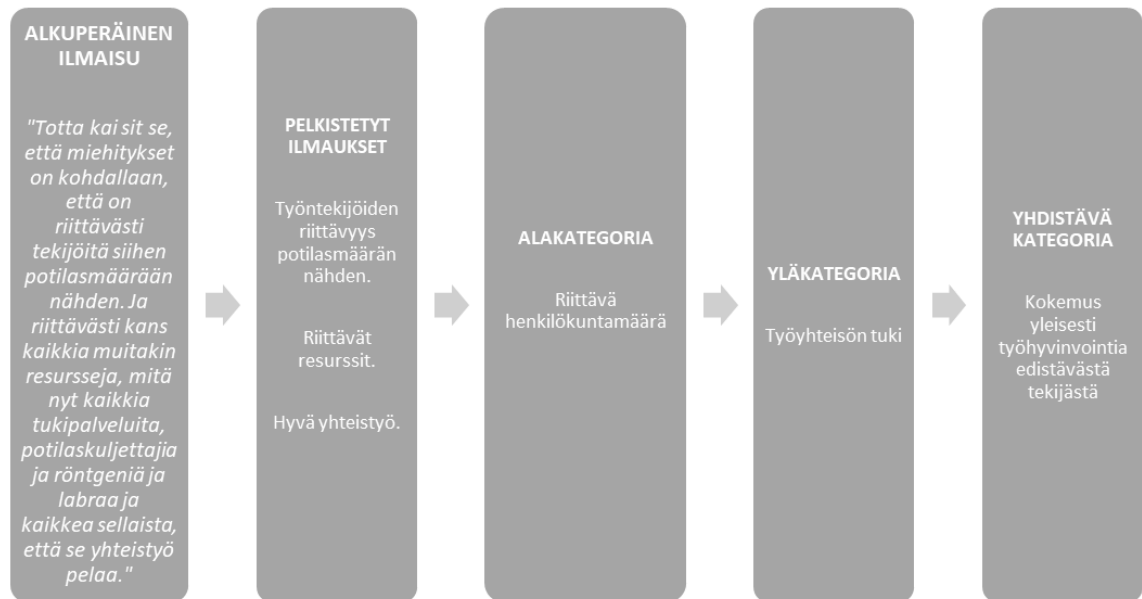 ALKUPERÄINEN
ILMAISU
"Totta kai sit se,
että miehitykset
on kohdallaan,
että on
riittävästi
tekijöitä siihen
potilasmäärään
nähden. Ja
riittävästi kans
kaikkia muitakin
resursseja, mitä
nyt kaikkia
tukipalveluita,
potilaskuljettajia
ja röntgeniä ja
labraa ja
kaikkea sellaista,
että se yhteistyö
pelaa."
PELKISTETYT
ILMAUKSET
Työntekijöiden
riittävyys
potilasmäärän
nähden.
Riittävät
resurssit.
Hyvä yhteistyö.
ALAKATEGORIA
Riittävä
henkilökuntamäärä
YLÄKATEGORIA
Työyhteisön tuki
YHDISTÄVÄ
KATEGORIA
Kokemus
yleisesti
työhyvinvointia
edistävästä
tekijästä